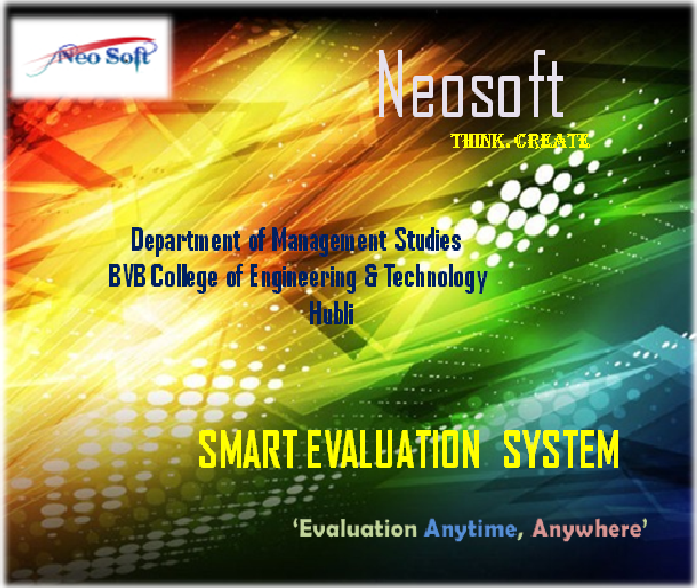 Neo Soft
Neosoft
THINK. CREATE
Department of Management Studies
BVB College of Engineering & Technology
Hubli
SMART EVALUATION SYSTEM
‘Evaluation Anytime, Anywhere’